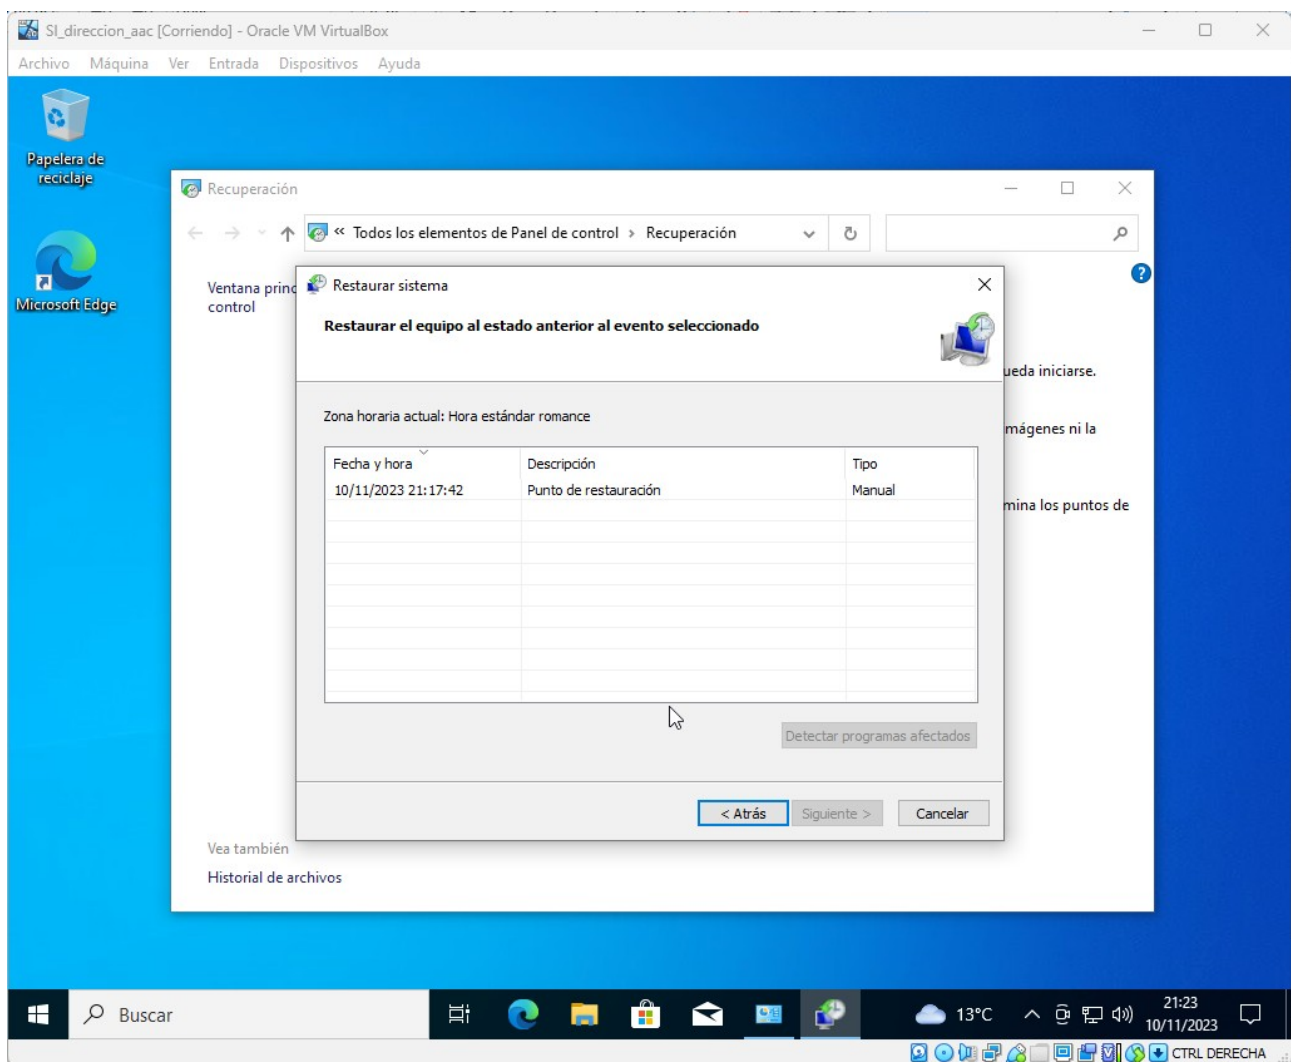 SI_direccion_aac [Corriendo] - Oracle VM VirtualBox
Archivo Máquina Ver Entrada Dispositivos Ayuda
Papelera de
reciclaje
Microsoft Edge
Recuperación
« Todos los elementos de Panel de control › Recuperación
Ventana princ
control
Restaurar sistema
Restaurar el equipo al estado anterior al evento seleccionado
ueda iniciarse.
Zona horaria actual: Hora estándar romance
mágenes ni la
Fecha y hora Descripción Tipo
10/11/2023 21:17:42 Punto de restauración Manual
mina los puntos de
Detectar programas afectados
< Atrás Siguiente > Cancelar
Vea también
Historial de archivos
Buscar
13°C
21:23
10/11/2023
CTRL DERECHA